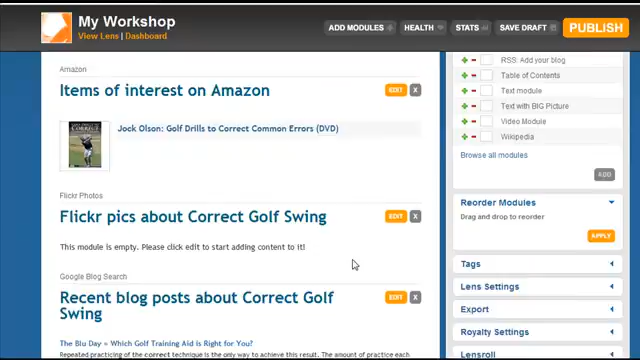 My Workshop
View Lens | Dashboard
ADD MODULES
HEALTH
STATS
SAVE DRAFT
PUBLISH
Amazon
Items of interest on Amazon
EDIT
X
Jock Olson: Golf Drills to Correct Common Errors (DVD)
Flickr Photos
Flickr pics about Correct Golf Swing
EDIT
X
This module is empty. Please click edit to start adding content to it!
Google Blog Search
Recent blog posts about Correct Golf
Swing
EDIT
X
The Blu Day » Which Golf Training Aid is Right for You?
Repeated practicing of the correct technique is the only way to achieve this result. The amount of practice each
RSS: Add your blog
Table of Contents
Text module
Text with BIG Picture
Video Module
Wikipedia
Browse all modules
ADD
Reorder Modules
Drag and drop to reorder
APPLY
Tags
Lens Settings
Export
Royalty Settings
Lensroll